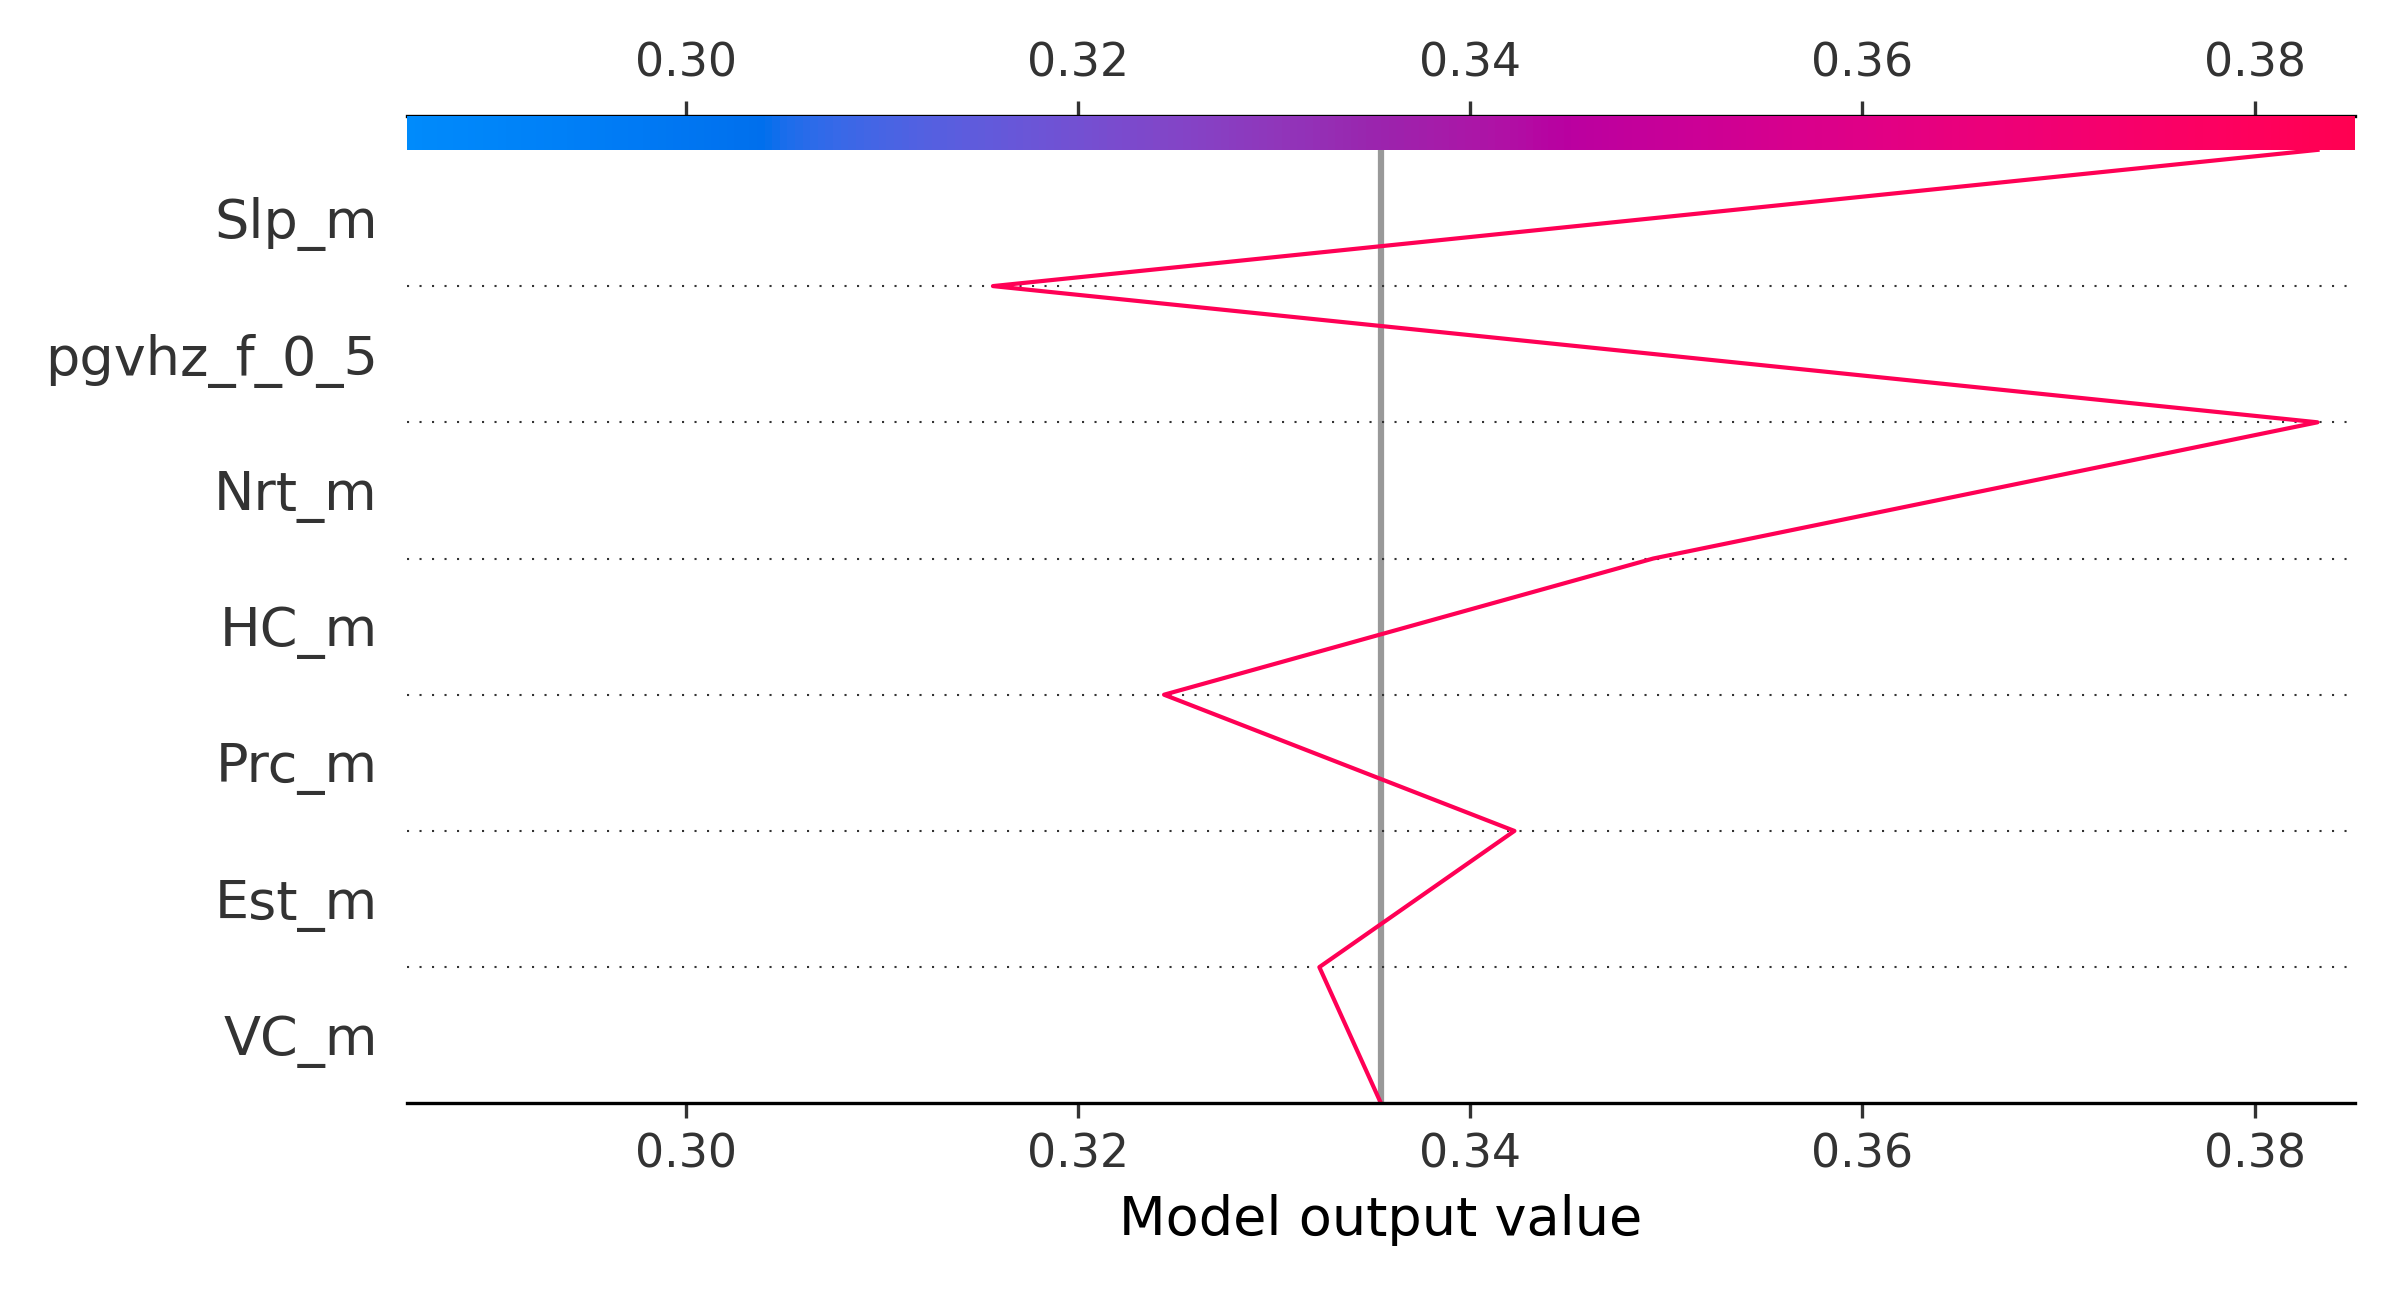 0.30 0.32 0.34 0.36 0.38
Slp_m
pgvhz_f_0_5
Nrt_m
HC_m
Prc_m
Est_m
VC_m
0.30 0.32 0.34 0.36 0.38
Model output value